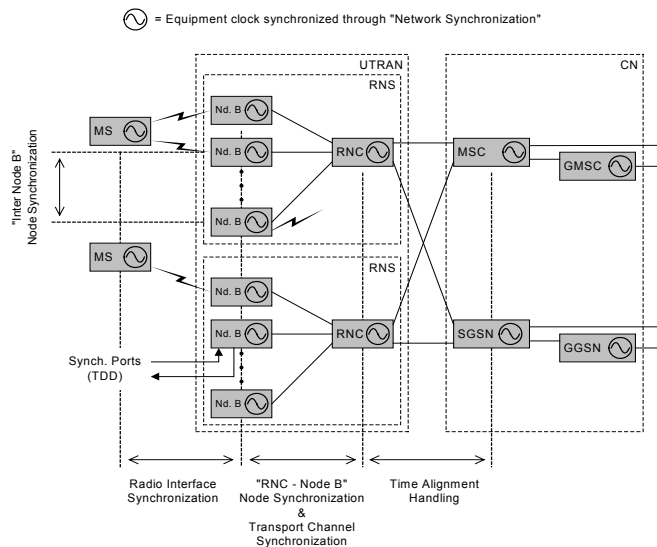 = Equipment clock synchronized through "Network Synchronization"
UTRAN
CN
RNS
Nd. B
MS
Nd. B
RNC
MSC
GMSC
"Inter Node B"
Node Synchronization
Nd. B
MS
RNS
Nd. B
Nd. B
RNC
SGSN
GGSN
Synch. Ports
(TDD)
Nd. B
Radio Interface
Synchronization
"RNC - Node B"
Node Synchronization
&
Transport Channel
Synchronization
Time Alignment
Handling